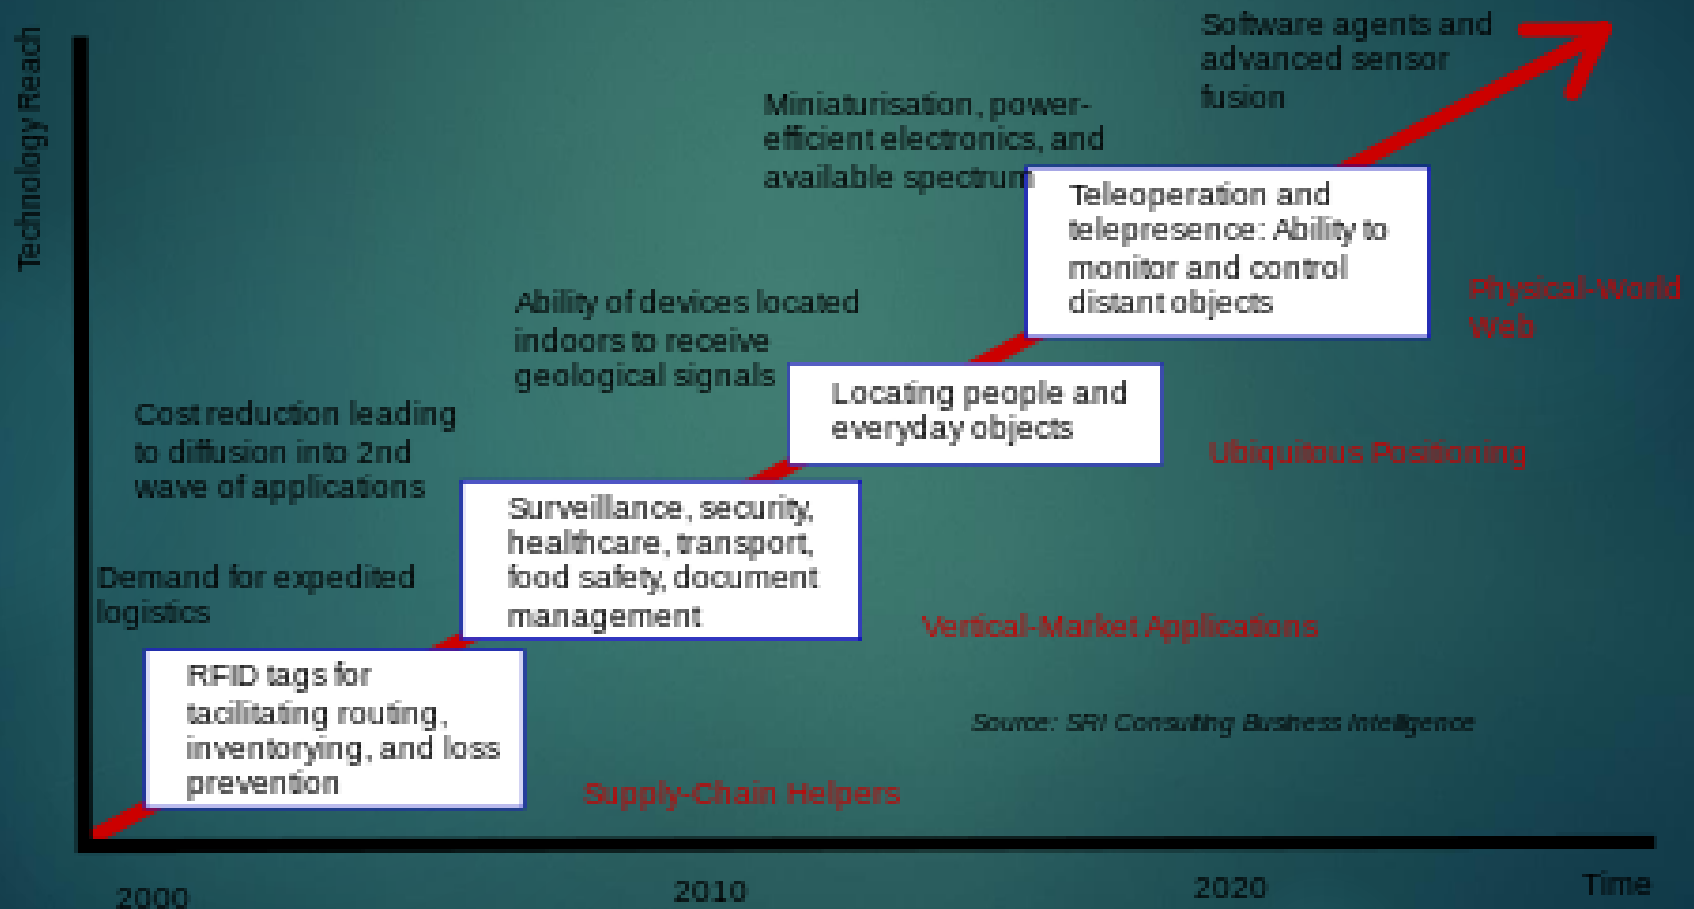 Technology Reach
Software agents and
advanced sensor
fusion
Miniaturisation, power-
efficient electronics, and
available spectrum
Teleoperation and
telepresence: Ability to
monitor and control
distant objects
Physical-World
Web
Ability of devices located
indoors to receive
geological signals
Locating people and
everyday objects
Ubiquitous Positioning
Cost reduction leading
to diffusion into 2nd
wave of applications
Surveillance, security,
healthcare, transport,
food safety, document
management
Vertical-Market Applications
Demand for expedited
logistics
RFID tags for
tacilitating routing,
inventorying, and loss
prevention
Supply-Chain Helpers
Source: SRI Consulting Business Intelligence
2000
2010
2020
Time